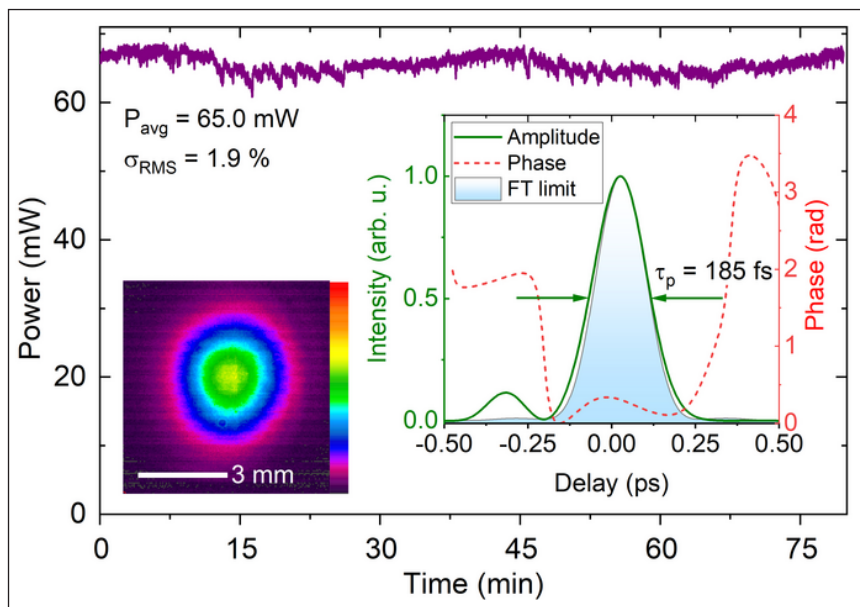 60
40
20
0
Power (mW)
0
15
30
45
60
75
Time (min)
P_avg = 65.0 mW
σ_RMS = 1.9 %
3 mm
Amplitude
Phase
FT limit
τ_p = 185 fs
1.0
0.5
0.0
Intensity (arb. u.)
-0.50
-0.25
0.00
0.25
0.50
Delay (ps)
4
3
2
1
0
Phase (rad)